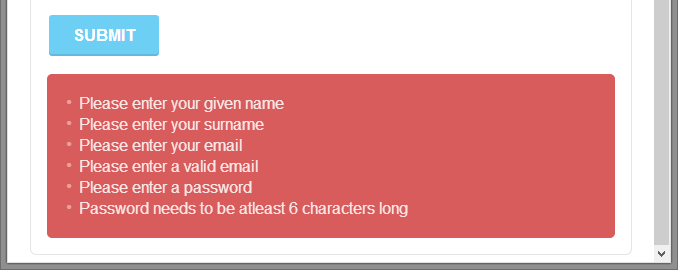 SUBMIT
Please enter your given name
Please enter your surname
Please enter your email
Please enter a valid email
Please enter a password
Password needs to be atleast 6 characters long